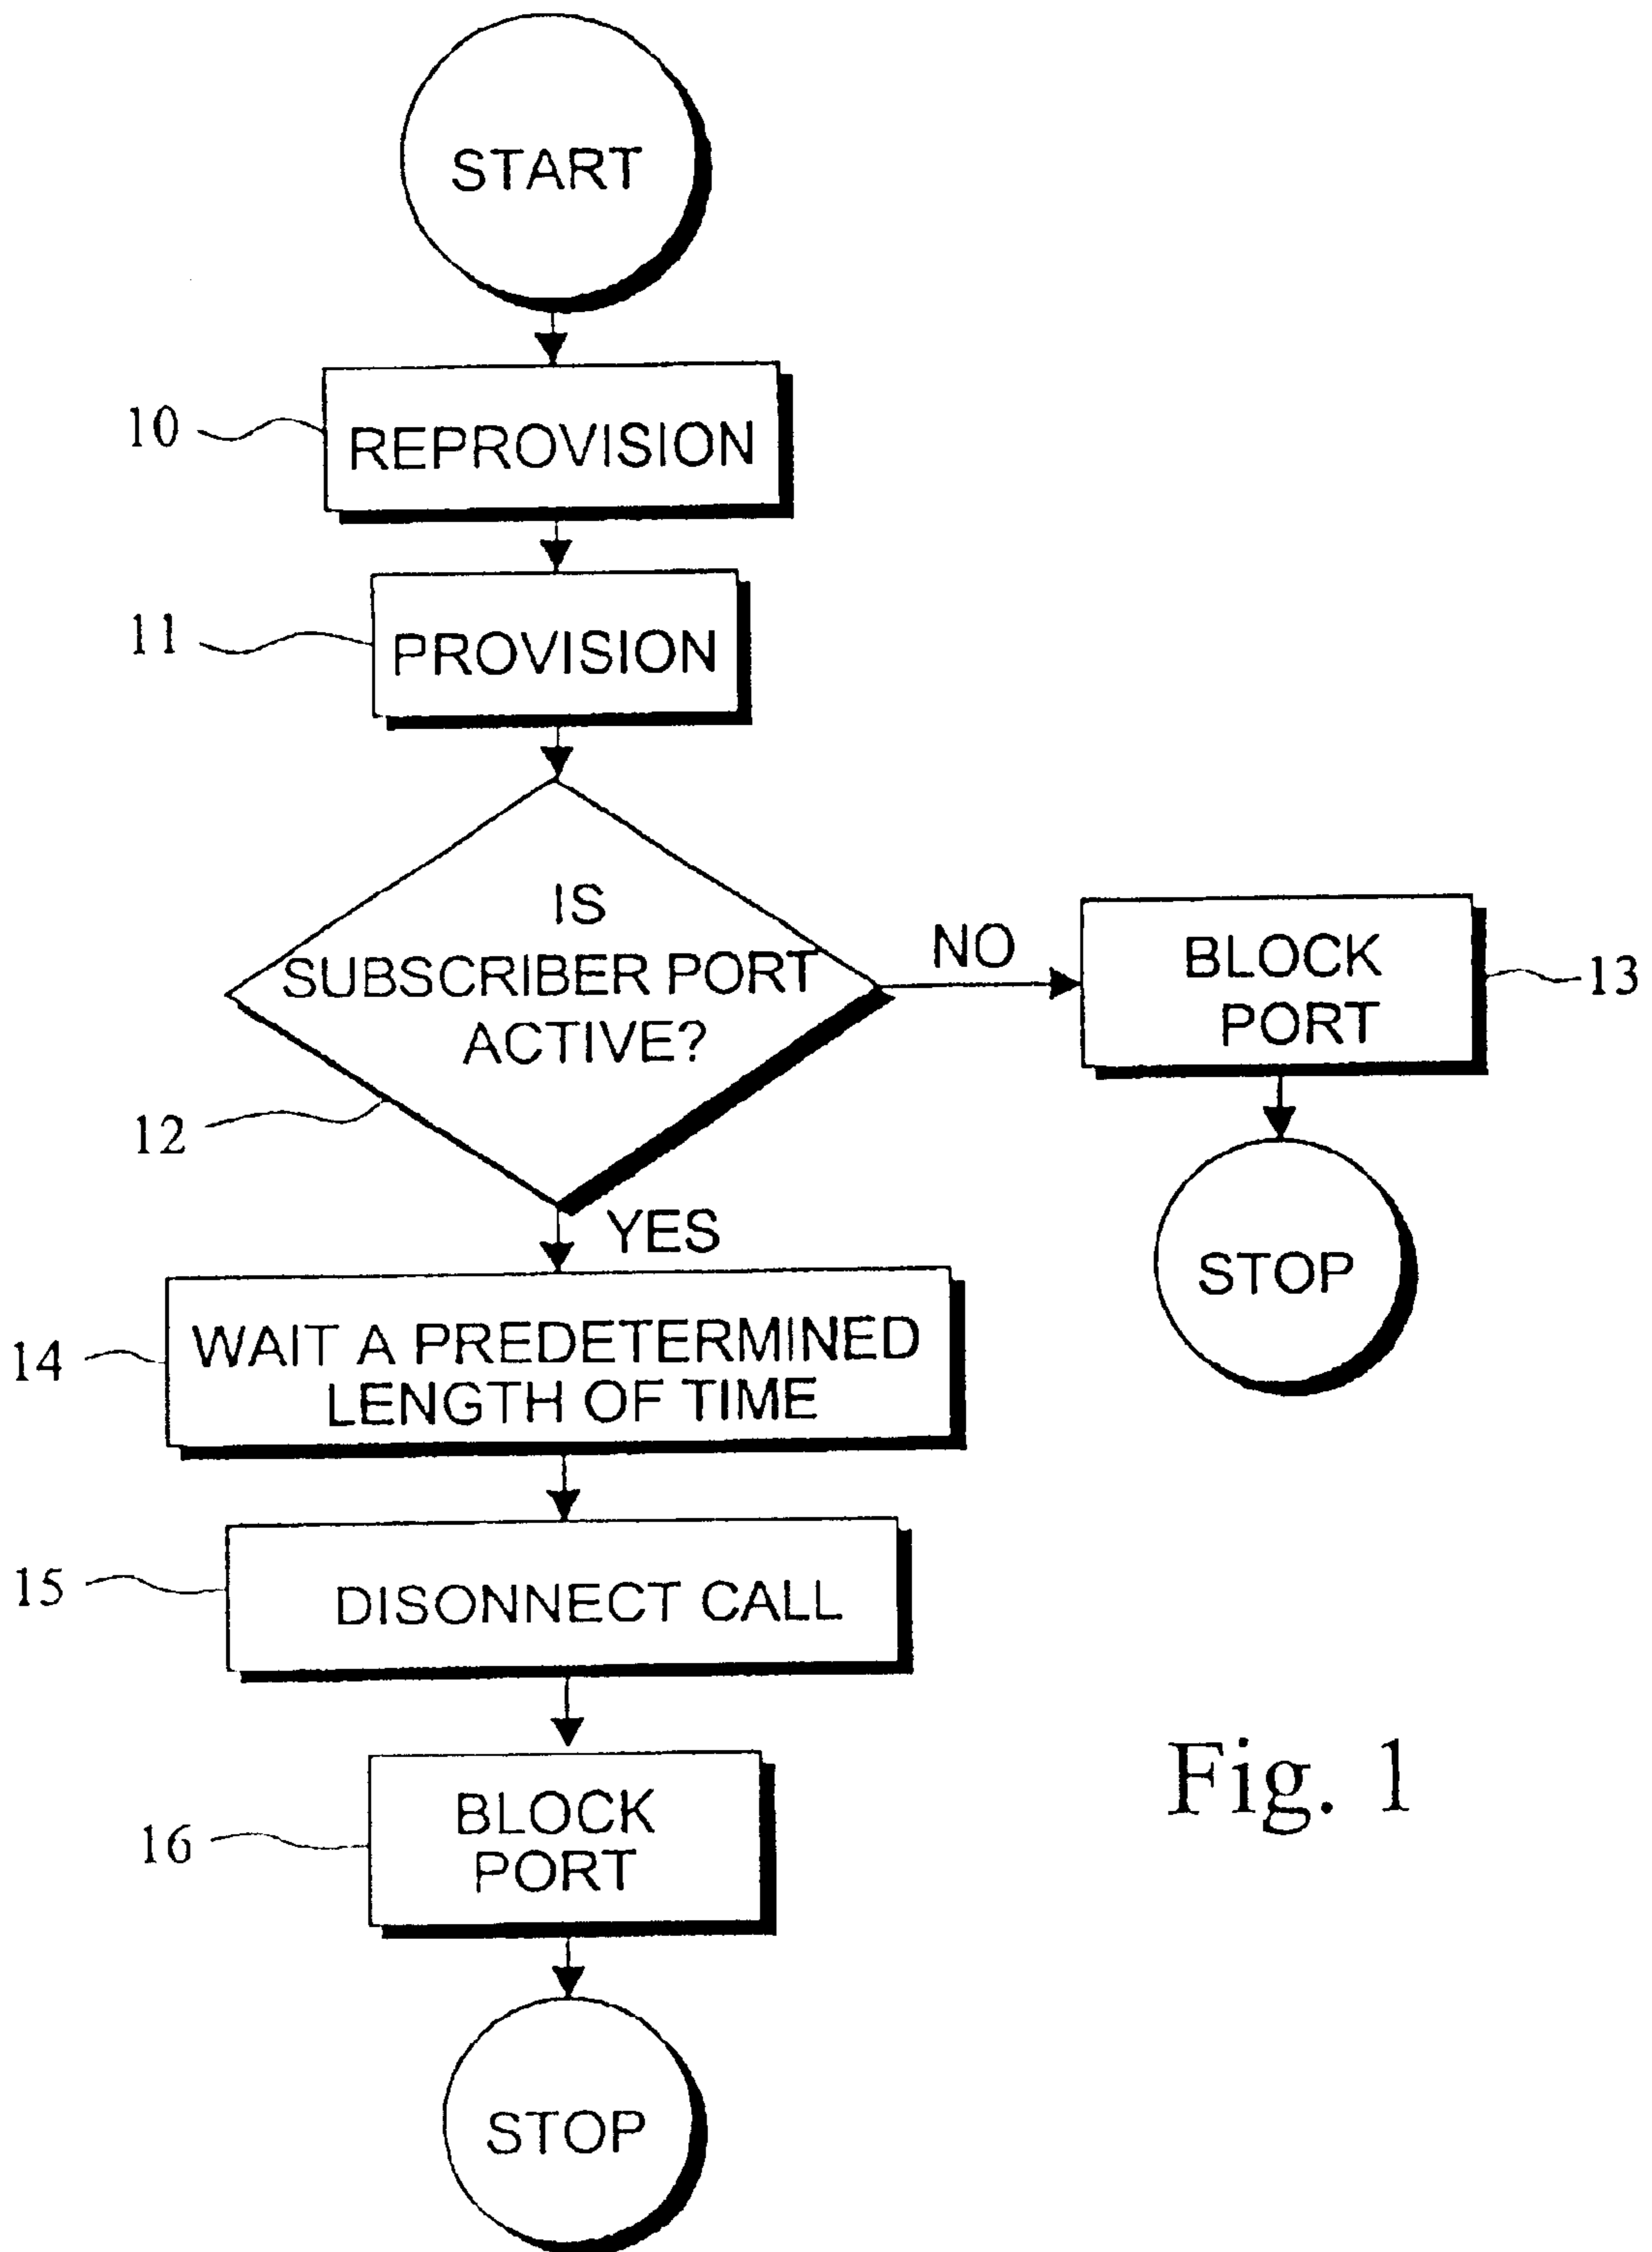 START
10
REPROVISION
11
PROVISION
IS
SUBSCRIBER PORT
ACTIVE?
12
NO
BLOCK
PORT
13
STOP
YES
14
WAIT A PREDETERMINED
LENGTH OF TIME
15
DISONNECT CALL
16
BLOCK
PORT
STOP
Fig. 1